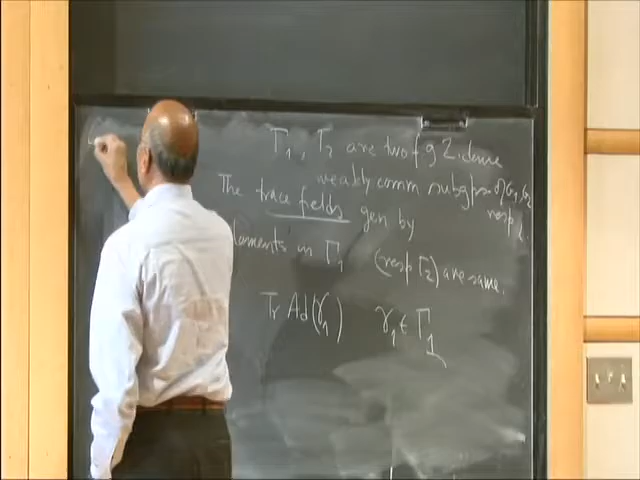 Γ₁, Γ₂ are two f g Z. dense
weakly comm subgps of G₁, G₂ resp.
The trace fields gen by
elements in Γ₁ (resp Γ₂) are same.
Tr Ad(γ₁) γ₁ ∈ Γ₁